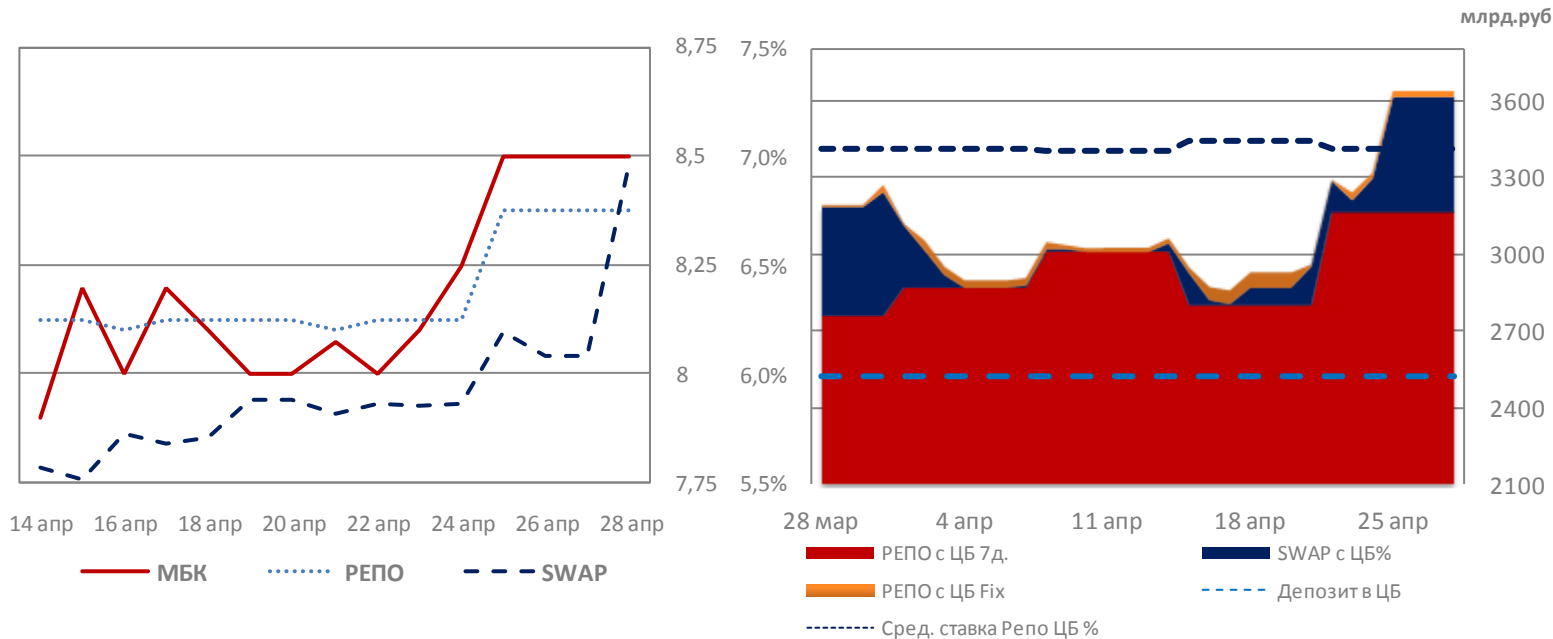 млрд.руб
8,75
8,5
8,25
8
7,75
14 апр 16 апр 18 апр 20 апр 22 апр 24 апр 26 апр 28 апр
МБК РЕПО SWAP
7,5%
7,0%
6,5%
6,0%
5,5%
3600
3300
3000
2700
2400
2100
28 мар 4 апр 11 апр 18 апр 25 апр
РЕПО с ЦБ 7д. SWAP с ЦБ%
РЕПО с ЦБ Fix Депозит в ЦБ
Сред. ставка Репо ЦБ %